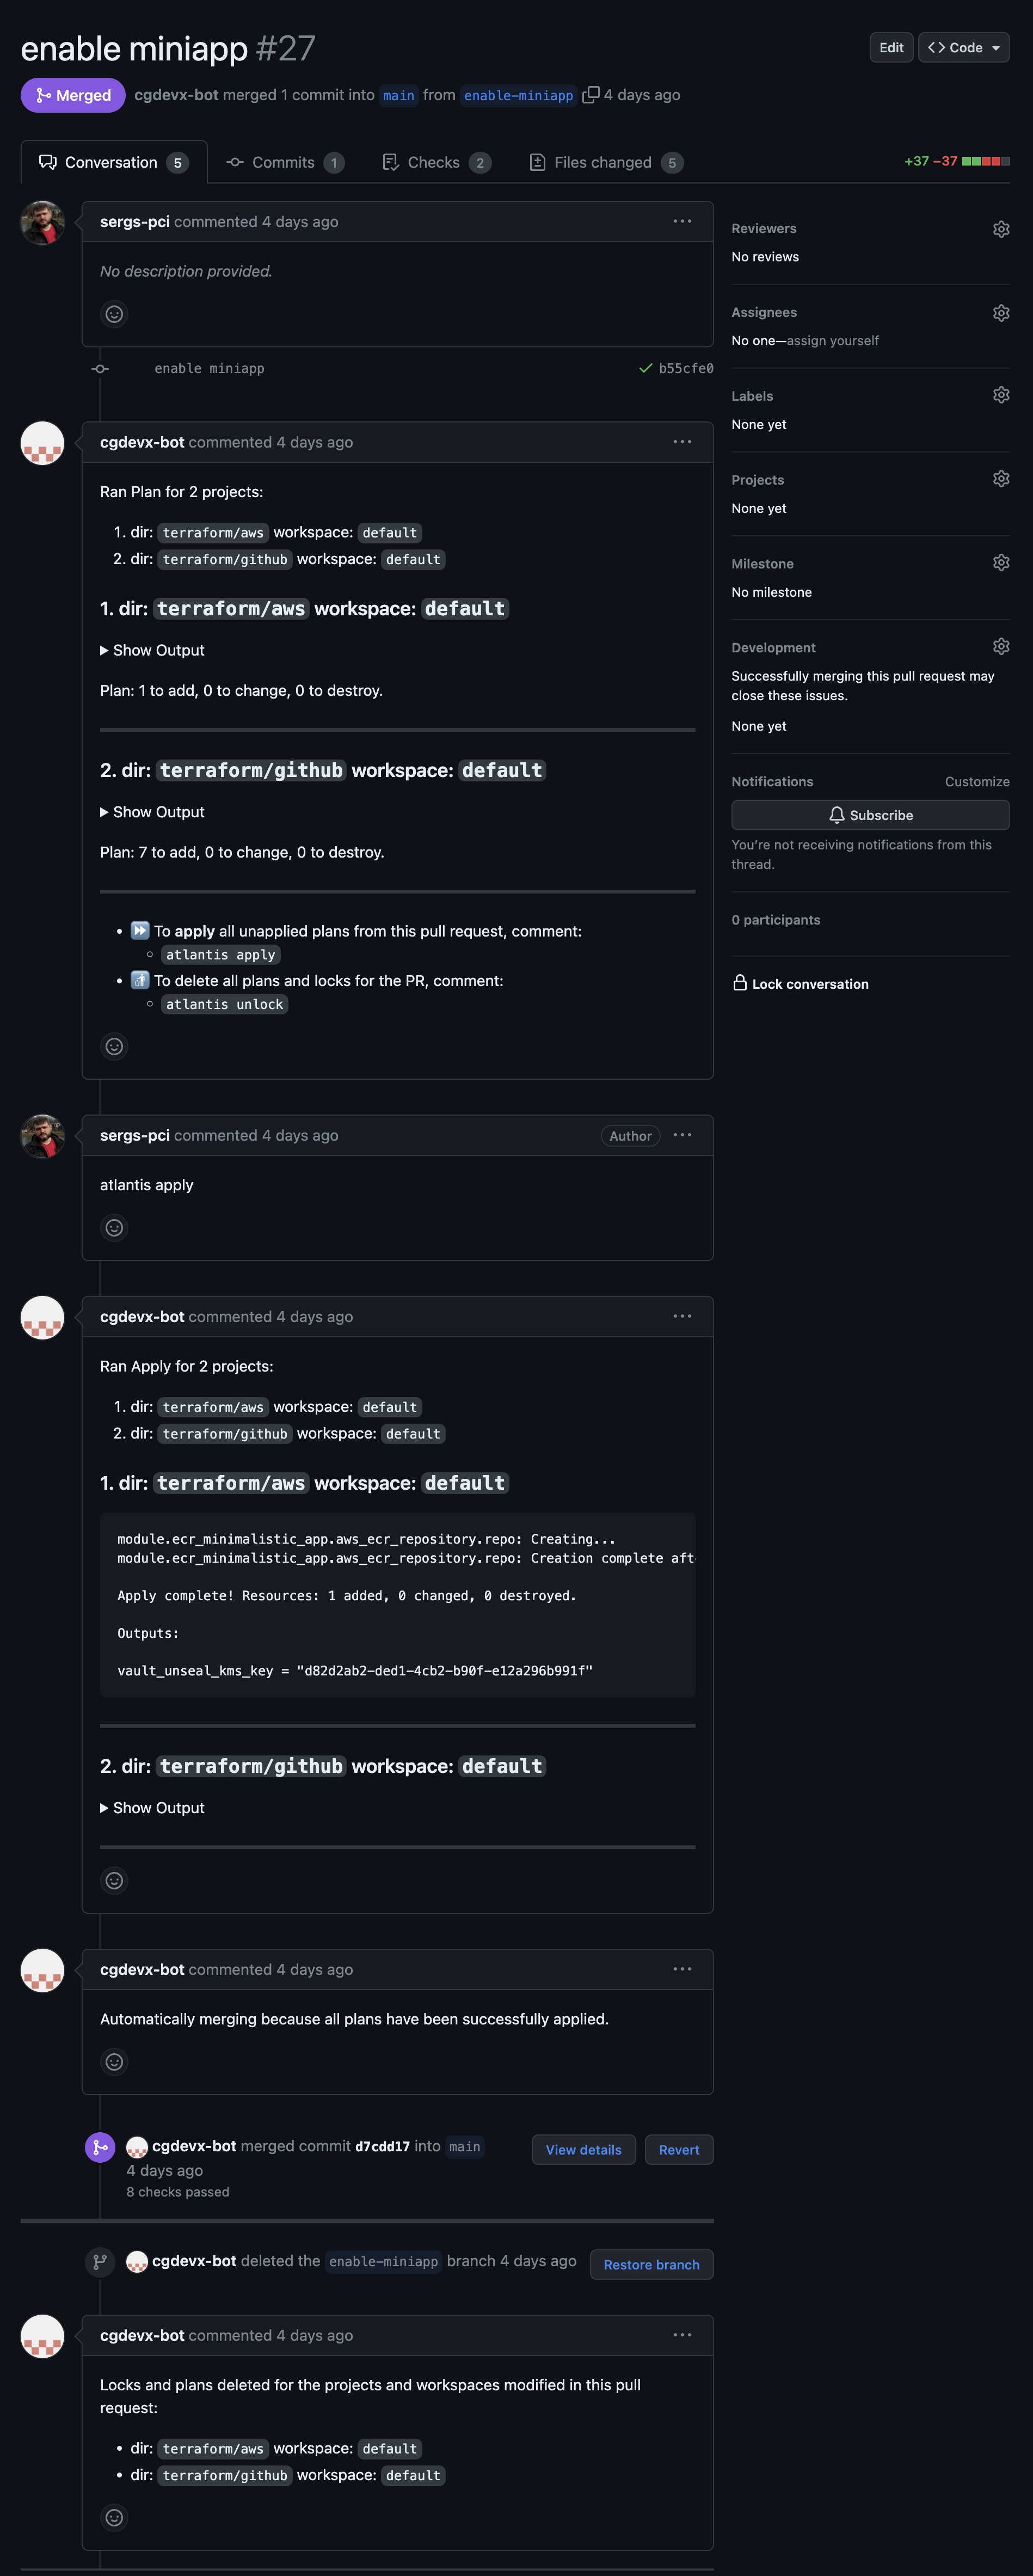 enable miniapp #27
Edit
Code
Merged
cgdevx-bot merged 1 commit into main from enable-miniapp 4 days ago
Conversation 5
Commits 1
Checks 2
Files changed 5
+37 −37
sergs-pci commented 4 days ago
No description provided.
enable miniapp
b55cfe0
cgdevx-bot commented 4 days ago
Ran Plan for 2 projects:
1. dir: terraform/aws workspace: default
2. dir: terraform/github workspace: default
1. dir: terraform/aws workspace: default
Show Output
Plan: 1 to add, 0 to change, 0 to destroy.
2. dir: terraform/github workspace: default
Show Output
Plan: 7 to add, 0 to change, 0 to destroy.
To apply all unapplied plans from this pull request, comment:
atlantis apply
To delete all plans and locks for the PR, comment:
atlantis unlock
sergs-pci commented 4 days ago
Author
atlantis apply
cgdevx-bot commented 4 days ago
Ran Apply for 2 projects:
1. dir: terraform/aws workspace: default
2. dir: terraform/github workspace: default
1. dir: terraform/aws workspace: default
module.ecr_minimalistic_app.aws_ecr_repository.repo: Creating...
module.ecr_minimalistic_app.aws_ecr_repository.repo: Creation complete aft
Apply complete! Resources: 1 added, 0 changed, 0 destroyed.
Outputs:
vault_unseal_kms_key = "d82d2ab2-ded1-4cb2-b90f-e12a296b991f"
2. dir: terraform/github workspace: default
Show Output
cgdevx-bot commented 4 days ago
Automatically merging because all plans have been successfully applied.
cgdevx-bot merged commit d7cdd17 into main
4 days ago
8 checks passed
View details
Revert
cgdevx-bot deleted the enable-miniapp branch 4 days ago
Restore branch
cgdevx-bot commented 4 days ago
Locks and plans deleted for the projects and workspaces modified in this pull
request:
dir: terraform/aws workspace: default
dir: terraform/github workspace: default
Reviewers
No reviews
Assignees
No one—assign yourself
Labels
None yet
Projects
None yet
Milestone
No milestone
Development
Successfully merging this pull request may
close these issues.
None yet
Notifications
Customize
Subscribe
You're not receiving notifications from this
thread.
0 participants
Lock conversation